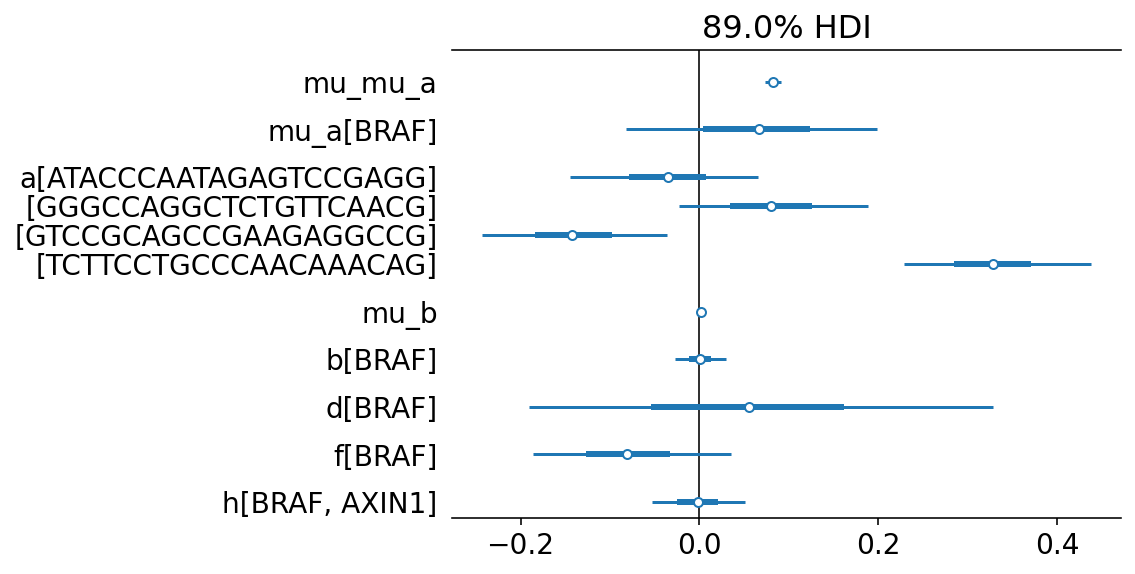 89.0% HDI
mu_mu_a
mu_a[BRAF]
a[ATACCCAATAGAGTCCGAGG]
[GGGCCAGGCTCTGTTCAACG]
[GTCCGCAGCCGAAGAGGCCG]
[TCTTCCTGCCCAACAAACAG]
mu_b
b[BRAF]
d[BRAF]
f[BRAF]
h[BRAF, AXIN1]
−0.2 0.0 0.2 0.4